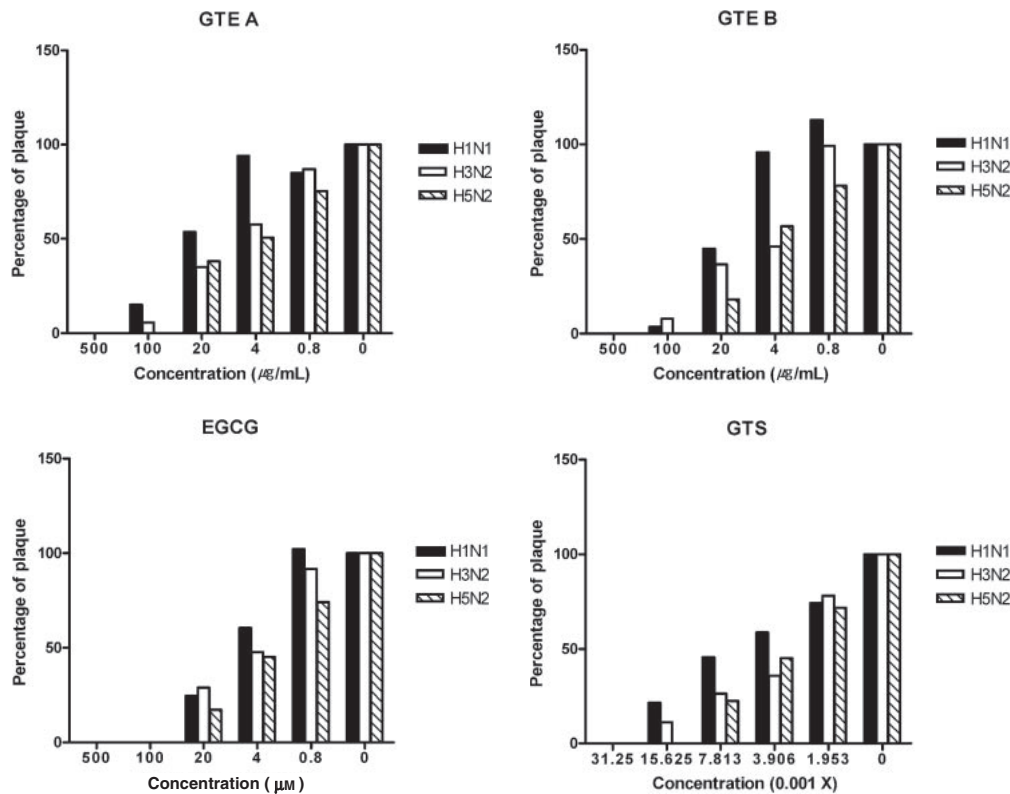 GTE A
150
100
50
0
Percentage of plaque
500 100 20 4 0.8 0
Concentration (㎍/mL)
H1N1
H3N2
H5N2
GTE B
150
100
50
0
Percentage of plaque
500 100 20 4 0.8 0
Concentration (㎍/mL)
H1N1
H3N2
H5N2
EGCG
150
100
50
0
Percentage of plaque
500 100 20 4 0.8 0
Concentration ( μM )
H1N1
H3N2
H5N2
GTS
150
100
50
0
Percentage of plaque
31.25 15.625 7.813 3.906 1.953 0
Concentration (0.001 X)
H1N1
H3N2
H5N2